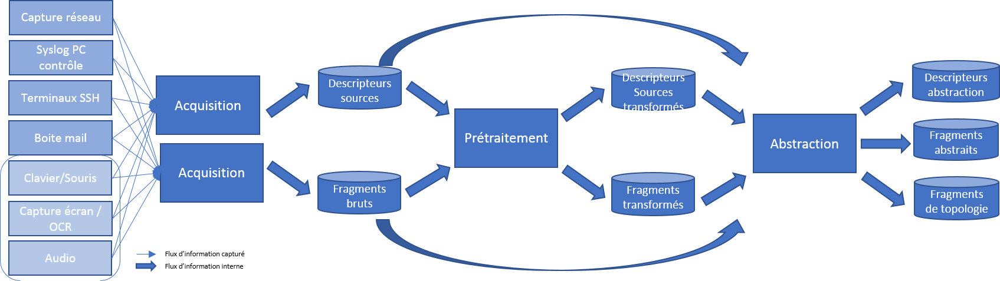 Capture réseau
Syslog PC
contrôle
Terminaux SSH
Boite mail
Clavier/Souris
Capture écran /
OCR
Audio
Acquisition
Acquisition
Descripteurs
sources
Fragments
bruts
Prétraitement
Descripteurs
Sources
transformés
Fragments
transformés
Abstraction
Descripteurs
abstraction
Fragments
abstraits
Fragments
de topologie
Flux d'information capturé
Flux d'information interne